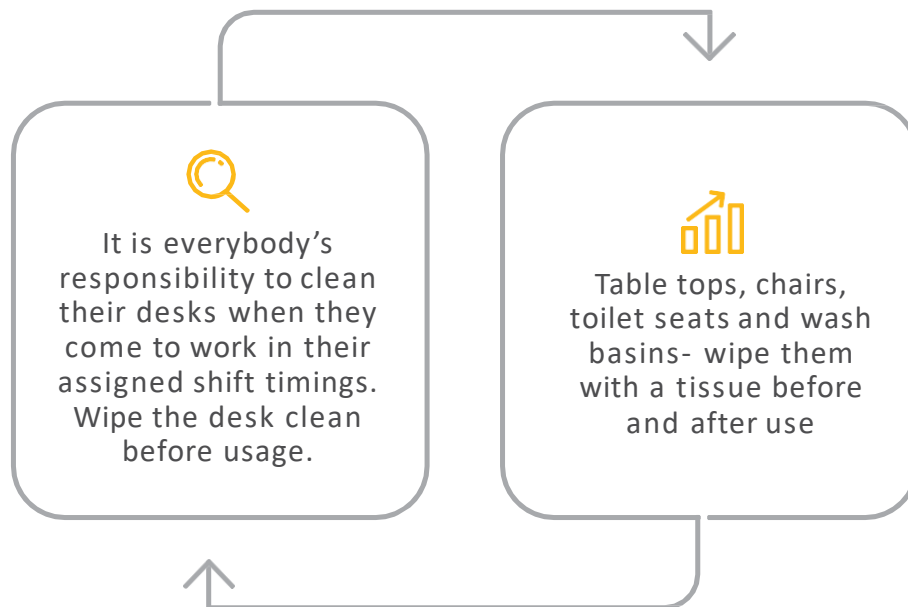 It is everybody’s
responsibility to clean
their desks when they
come to work in their
assigned shift timings.
Wipe the desk clean
before usage.
Table tops, chairs,
toilet seats and wash
basins- wipe them
with a tissue before
and after use